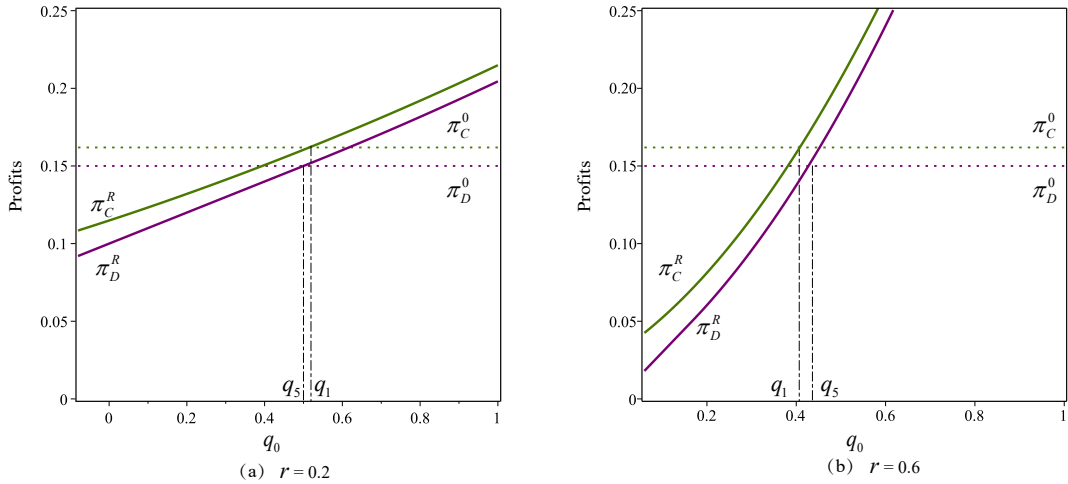 0.25
0.2
0.15
0.1
0.05
0
Profits
π_C^0
π_D^0
π_C^R
π_D^R
q_5 q_1
0 0.2 0.4 0.6 0.8 1
q_0
(a) r = 0.2
0.25
0.20
0.15
0.10
0.05
0
Profits
π_C^0
π_D^0
π_C^R
π_D^R
q_1 q_5
0.2 0.4 0.6 0.8 1
q_0
(b) r = 0.6